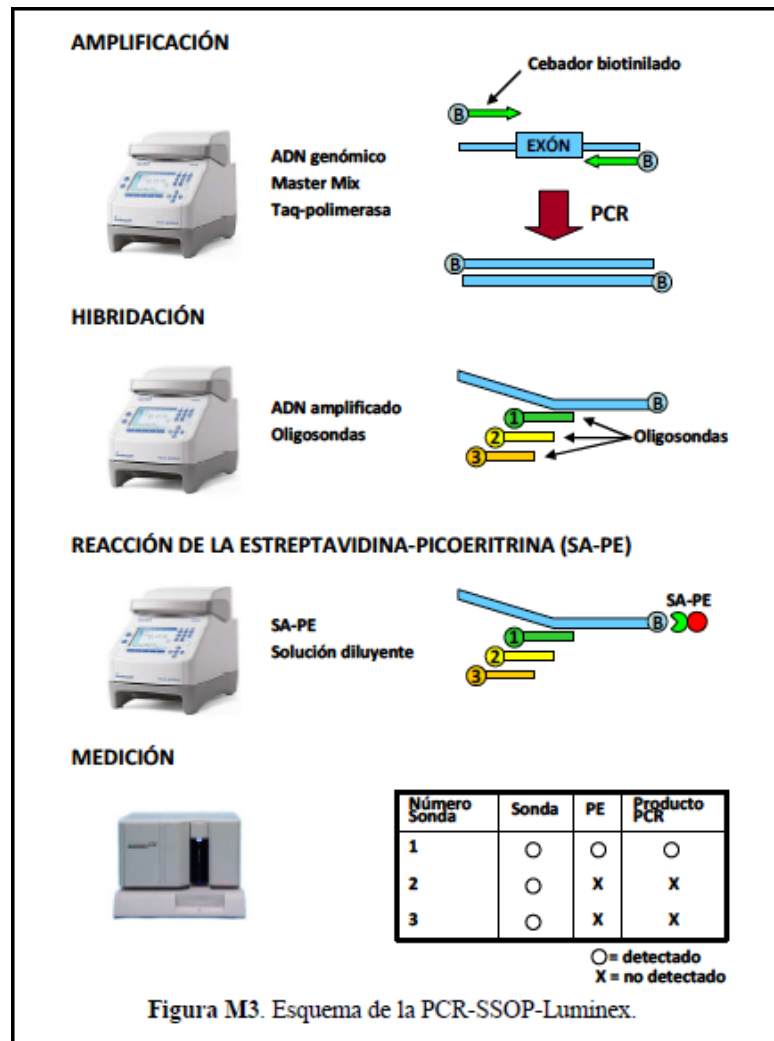 AMPLIFICACIÓN
Cebador biotinilado
B
EXÓN
B
ADN genómico
Master Mix
Taq-polimerasa
PCR
B
B
HIBRIDACIÓN
ADN amplificado
Oligosondas
B
1
2
3
Oligosondas
REACCIÓN DE LA ESTREPTAVIDINA-PICOERITRINA (SA-PE)
SA-PE
Solución diluyente
SA-PE
B
1
2
3
MEDICIÓN
Número Sonda Sonda PE Producto PCR
1 O O O
2 O X X
3 O X X
O= detectado
X = no detectado
Figura M3. Esquema de la PCR-SSOP-Luminex.